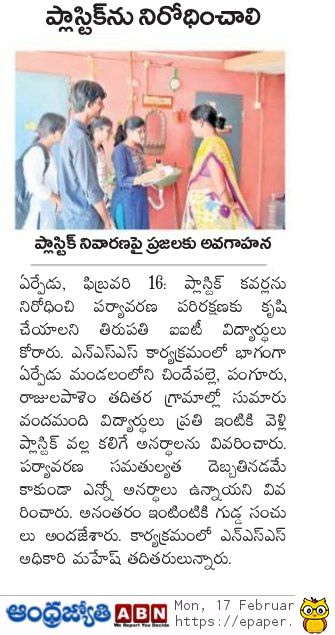 ప్లాస్టిక్‌ను నిరోధించాలి
ప్లాస్టిక్ నివారణపై ప్రజలకు అవగాహన
ఏర్పేడు, ఫిబ్రవరి 16: ప్లాస్టిక్ కవర్లను
నిరోధించి పర్యావరణ పరిరక్షణకు కృషి
చేయాలని తిరుపతి ఐఐటీ విద్యార్థులు
కోరారు. ఎన్ఎస్ఎస్ కార్యక్రమంలో భాగంగా
ఏర్పేడు మండలంలోని చిందేపల్లె, పంగూరు,
రాజులపాళెం తదితర గ్రామాల్లో సుమారు
వందమంది విద్యార్థులు ప్రతి ఇంటికి వెళ్లి
ప్లాస్టిక్ వల్ల కలిగే అనర్థాలను వివరించారు.
పర్యావరణ సమతుల్యత దెబ్బతినడమే
కాకుండా ఎన్నో అనర్థాలు ఉన్నాయని వివ
రించారు. అనంతరం ఇంటింటికి గుడ్డ సంచు
లు అందజేశారు. కార్యక్రమంలో ఎన్ఎస్ఎస్
అధికారి మహేష్ తదితరులున్నారు.
ఆంధ్రజ్యోతి ABN
We Report You Decide
Mon, 17 Februar
https://epaper.